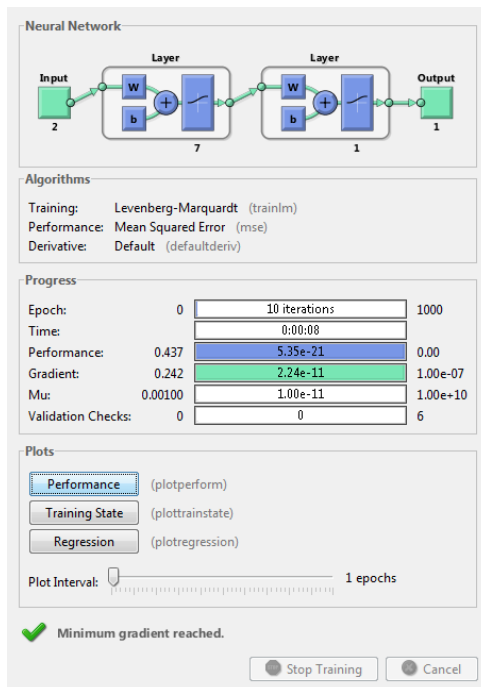 Neural Network
Layer Layer
Input Output
W W
+ +
b b
2 1
7 1
Algorithms
Training: Levenberg-Marquardt (trainlm)
Performance: Mean Squared Error (mse)
Derivative: Default (defaultderiv)
Progress
Epoch: 0 10 iterations 1000
Time: 0:00:08
Performance: 0.437 5.35e-21 0.00
Gradient: 0.242 2.24e-11 1.00e-07
Mu: 0.00100 1.00e-11 1.00e+10
Validation Checks: 0 0 6
Plots
Performance (plotperform)
Training State (plottrainstate)
Regression (plotregression)
Plot Interval: 1 epochs
Minimum gradient reached.
Stop Training Cancel